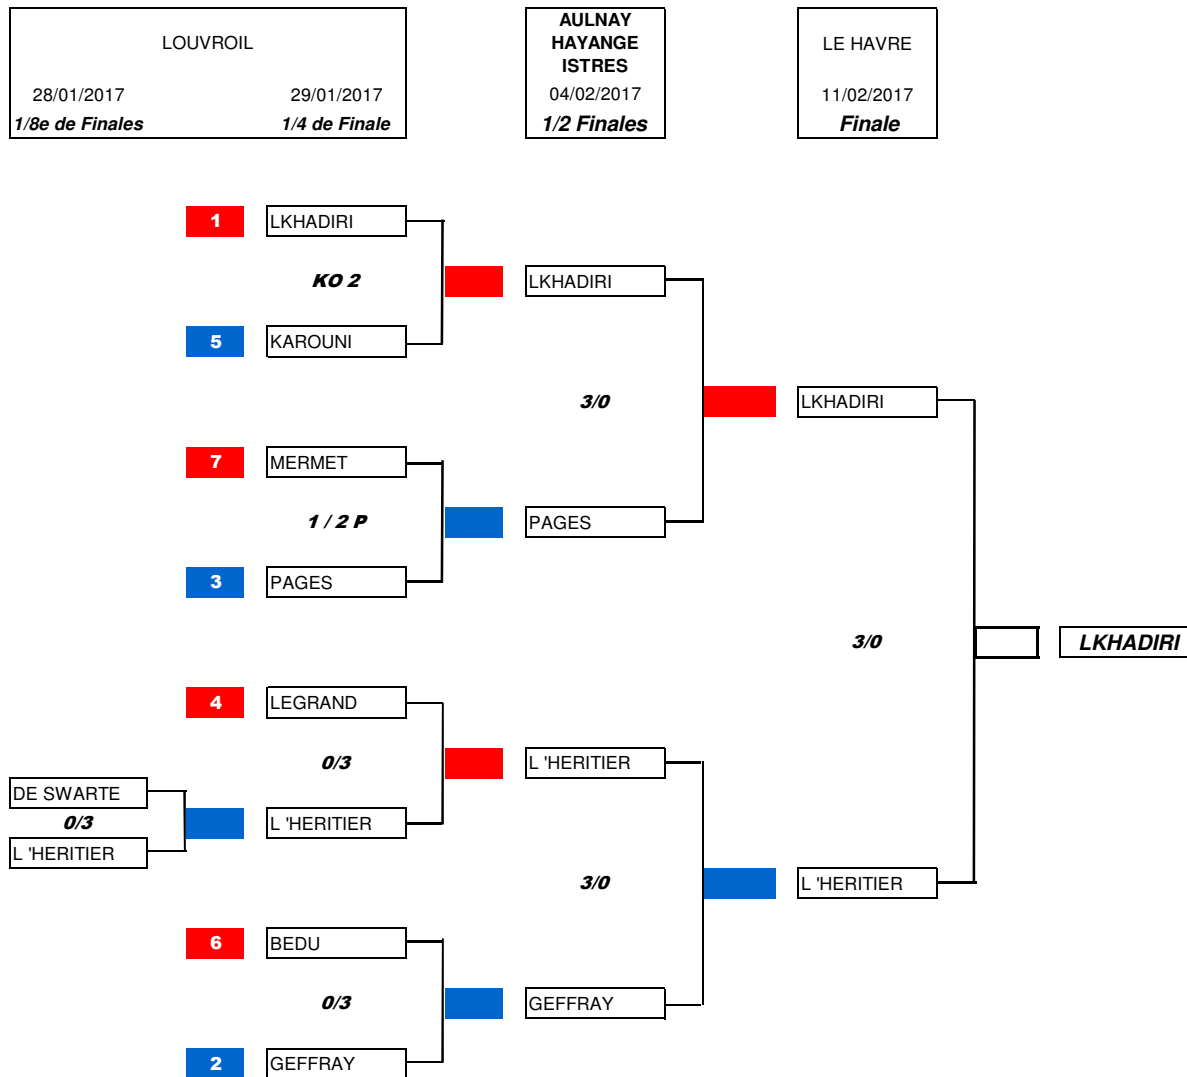 LOUVROIL
28/01/2017 29/01/2017
1/8e de Finales 1/4 de Finale
AULNAY
HAYANGE
ISTRES
04/02/2017
1/2 Finales
LE HAVRE
11/02/2017
Finale
1 LKHADIRI
KO 2
LKHADIRI
5 KAROUNI
3/0
LKHADIRI
7 MERMET
1 / 2 P
PAGES
3 PAGES
3/0
LKHADIRI
4 LEGRAND
0/3
L 'HERITIER
DE SWARTE
0/3
L 'HERITIER
L 'HERITIER
3/0
L 'HERITIER
6 BEDU
0/3
GEFFRAY
2 GEFFRAY